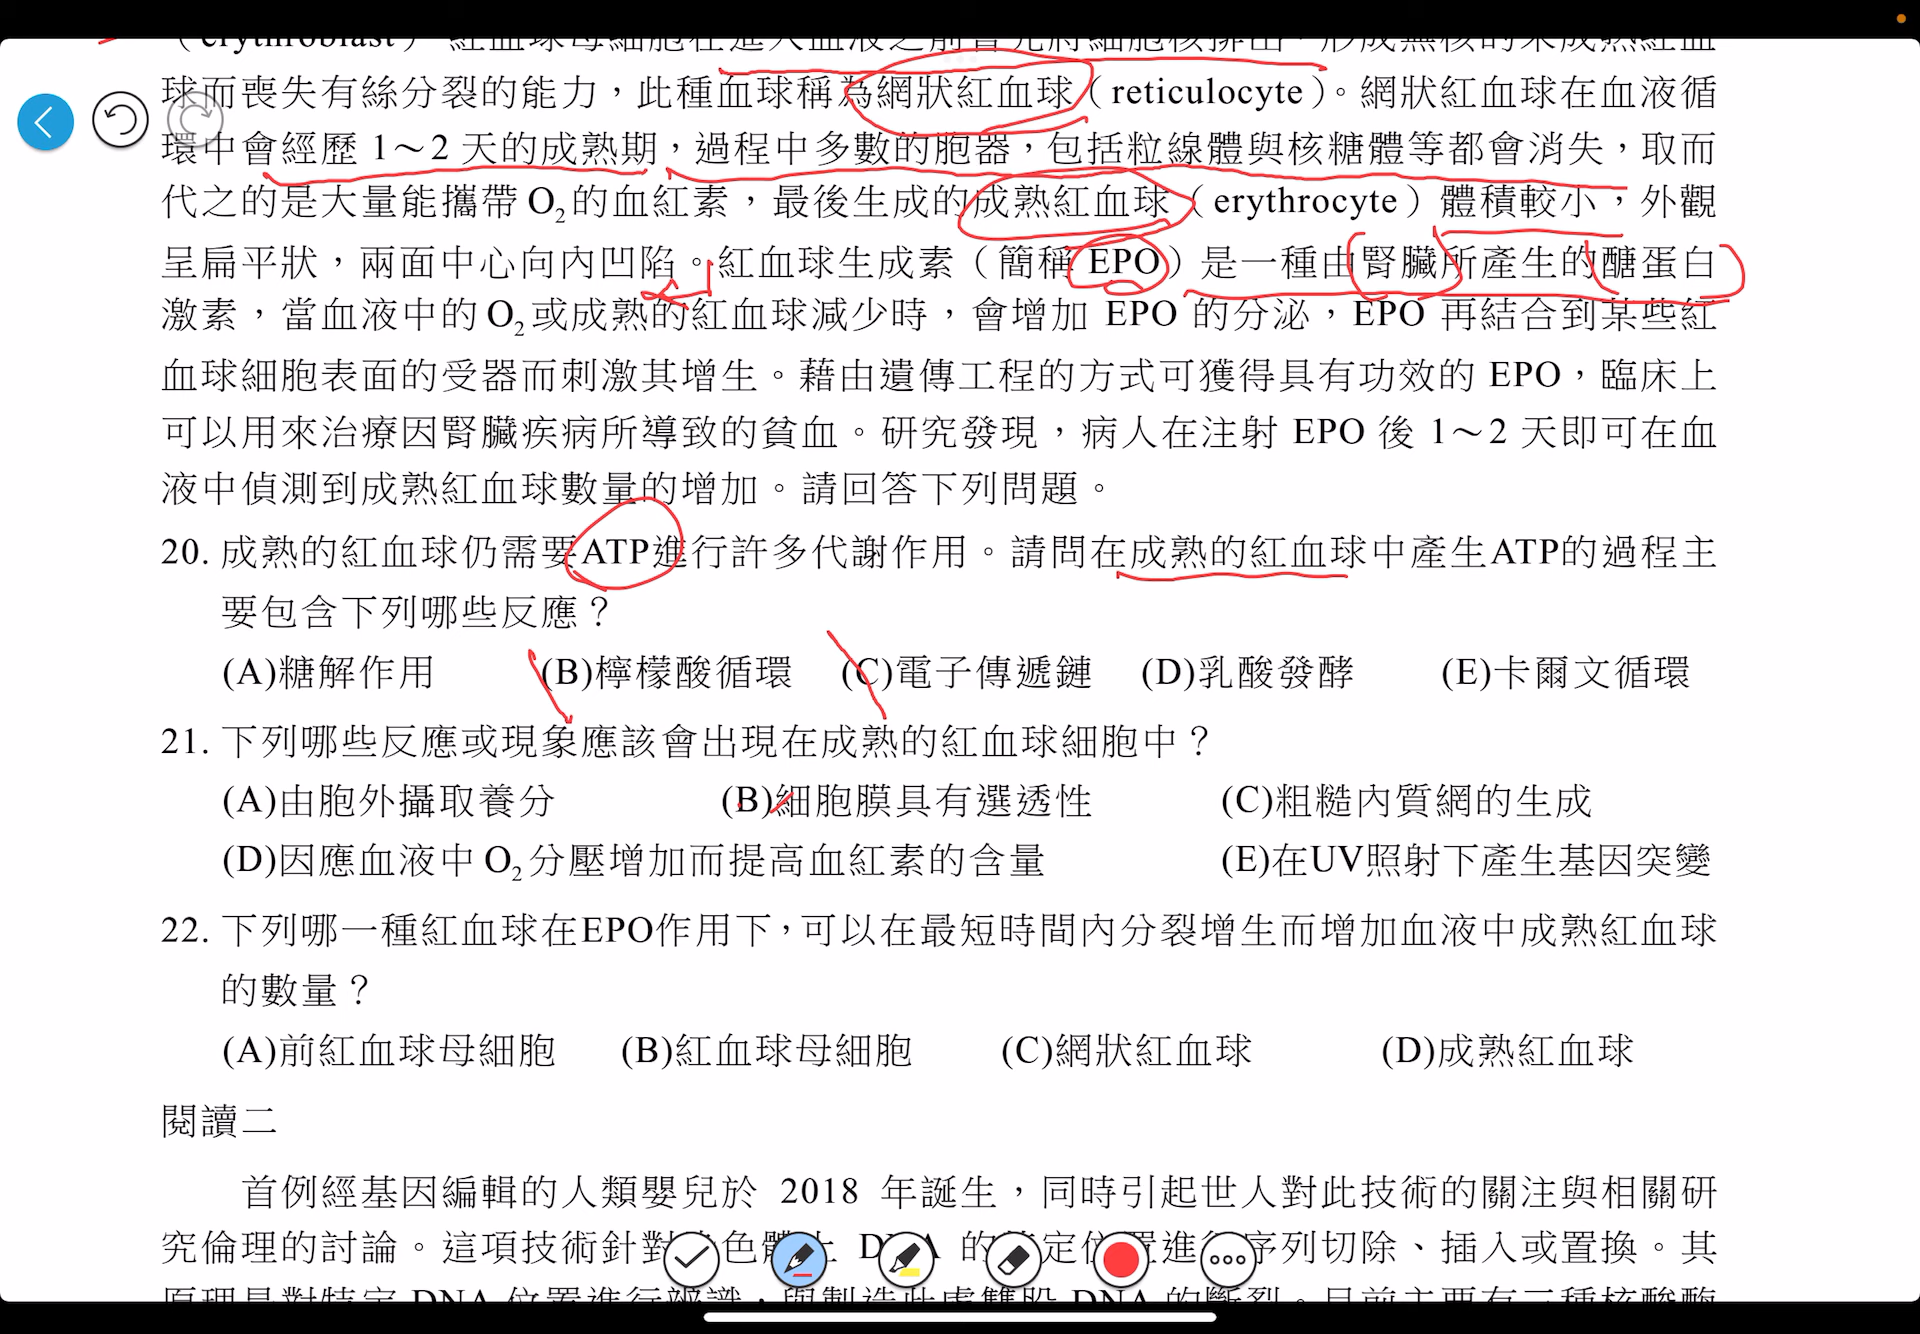 （erythroblast）
球而喪失有絲分裂的能力，此種血球稱為網狀紅血球（reticulocyte）。網狀紅血球在血液循
環中會經歷 1～2 天的成熟期，過程中多數的胞器，包括粒線體與核糖體等都會消失，取而
代之的是大量能攜帶 O₂ 的血紅素，最後生成的成熟紅血球（erythrocyte）體積較小，外觀
呈扁平狀，兩面中心向內凹陷。紅血球生成素（簡稱 EPO）是一種由腎臟所產生的醣蛋白
激素，當血液中的 O₂ 或成熟的紅血球減少時，會增加 EPO 的分泌，EPO 再結合到某些紅
血球細胞表面的受器而刺激其增生。藉由遺傳工程的方式可獲得具有功效的 EPO，臨床上
可以用來治療因腎臟疾病所導致的貧血。研究發現，病人在注射 EPO 後 1～2 天即可在血
液中偵測到成熟紅血球數量的增加。請回答下列問題。
20. 成熟的紅血球仍需要ATP進行許多代謝作用。請問在成熟的紅血球中產生ATP的過程主
要包含下列哪些反應？
(A)糖解作用 (B)檸檬酸循環 (C)電子傳遞鏈 (D)乳酸發酵 (E)卡爾文循環
21. 下列哪些反應或現象應該會出現在成熟的紅血球細胞中？
(A)由胞外攝取養分 (B)細胞膜具有選透性 (C)粗糙內質網的生成
(D)因應血液中 O₂ 分壓增加而提高血紅素的含量 (E)在UV照射下產生基因突變
22. 下列哪一種紅血球在EPO作用下，可以在最短時間內分裂增生而增加血液中成熟紅血球
的數量？
(A)前紅血球母細胞 (B)紅血球母細胞 (C)網狀紅血球 (D)成熟紅血球
閱讀二
首例經基因編輯的人類嬰兒於 2018 年誕生，同時引起世人對此技術的關注與相關研
究倫理的討論。這項技術針對色體上 DNA 的定位置進行序列切除、插入或置換。其